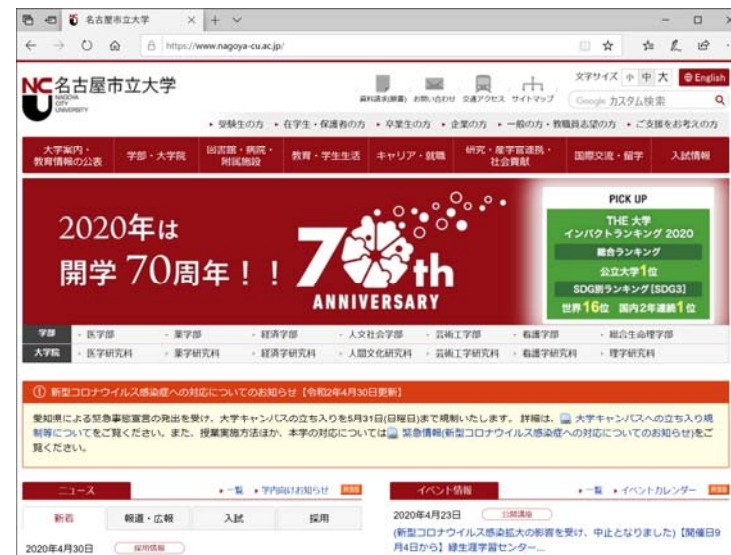 名古屋市立大学
https://www.nagoya-cu.ac.jp/
NC 名古屋市立大学
U NAGOYA CITY UNIVERSITY
資料請求(願書) お問い合わせ 交通アクセス サイトマップ
文字サイズ 小 中 大 English
Google カスタム検索
受験生の方 在学生・保護者の方 卒業生の方 企業の方 一般の方・教職員志望の方 ご支援をお考えの方
大学案内・教育情報の公表 学部・大学院 図書館・病院・附属施設 教育・学生生活 キャリア・就職 研究・産学官連携・社会貢献 国際交流・留学 入試情報
2020年は
開学 70周年！！
70th
ANNIVERSARY
PICK UP
THE 大学
インパクトランキング 2020
総合ランキング
公立大学1位
SDG別ランキング[SDG3]
世界16位 国内2年連続1位
学部 医学部 薬学部 経済学部 人文社会学部 芸術工学部 看護学部 総合生命理学部
大学院 医学研究科 薬学研究科 経済学研究科 人間文化研究科 芸術工学研究科 看護学研究科 理学研究科
新型コロナウイルス感染症への対応についてのお知らせ【令和2年4月30日更新】
愛知県による緊急事態宣言の発出を受け、大学キャンパスの立ち入りを5月31日(日曜日)まで規制いたします。 詳細は、 大学キャンパスへの立ち入り規
制等についてをご覧ください。また、授業実施方法ほか、本学の対応については 緊急情報(新型コロナウイルス感染症への対応についてのお知らせ)をご
覧ください。
ニュース 一覧 学内向けお知らせ RSS
新着 報道・広報 入試 採用
2020年4月30日 採用情報
イベント情報 一覧 イベントカレンダー RSS
2020年4月23日 公開講座
(新型コロナウイルス感染拡大の影響を受け、中止となりました)【開催日9
月4日から】緑生涯学習センター...